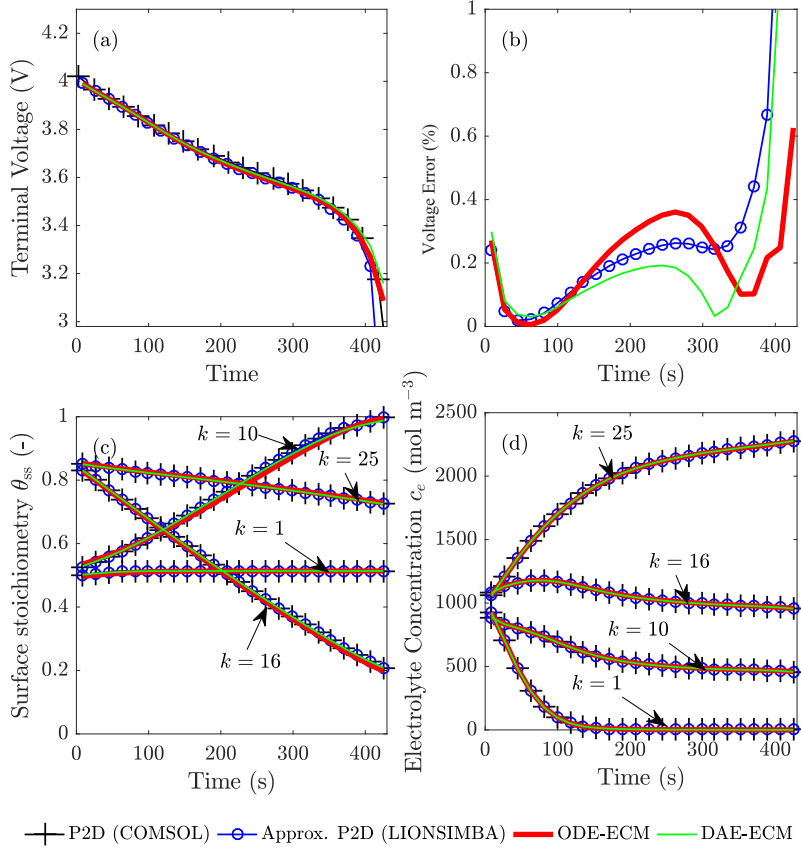 (a)
Terminal Voltage (V)
4.2
4
3.8
3.6
3.4
3.2
3
0
100
200
300
400
Time
(b)
Voltage Error (%)
1
0.8
0.6
0.4
0.2
0
0
100
200
300
400
Time (s)
(c)
Surface stoichiometry θss (-)
1
0.8
0.6
0.4
0.2
0
k = 10
k = 25
k = 1
k = 16
0
100
200
300
400
Time (s)
(d)
Electrolyte Concentration ce (mol m−3)
2500
2000
1500
1000
500
0
k = 25
k = 16
k = 10
k = 1
0
100
200
300
400
Time (s)
P2D (COMSOL)
Approx. P2D (LIONSIMBA)
ODE-ECM
DAE-ECM